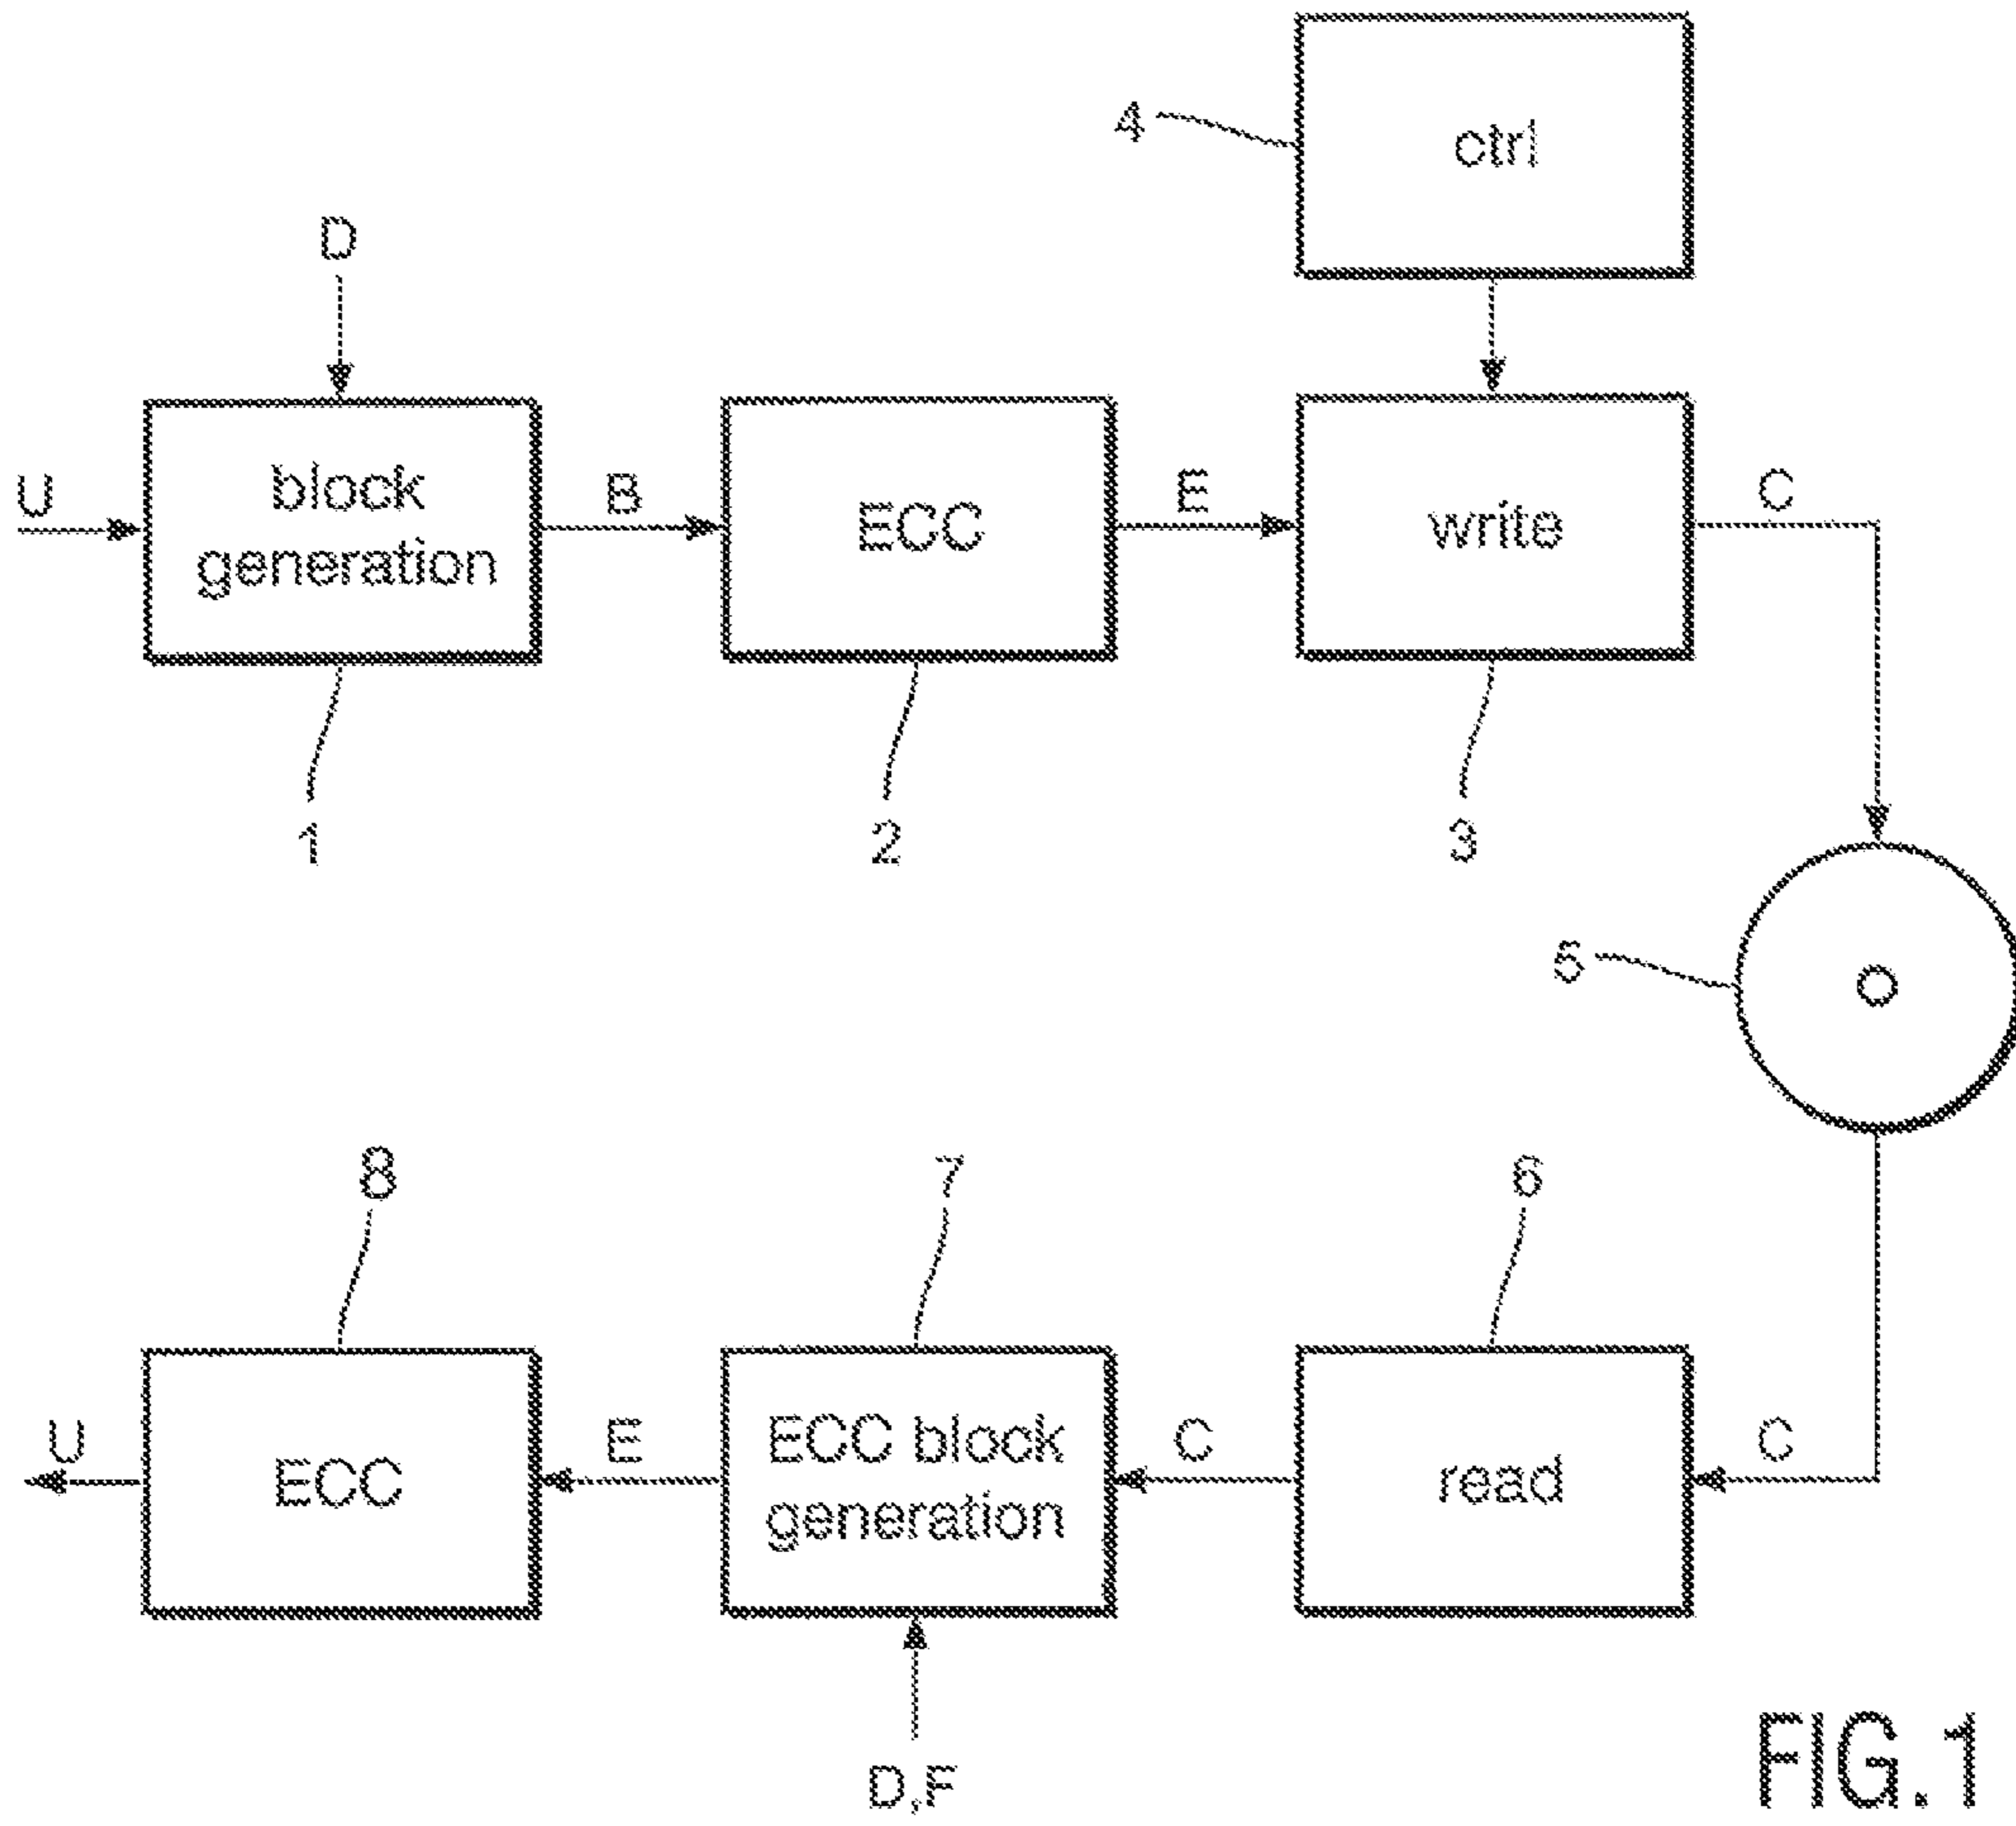 4
ctrl
D
U
block
generation
B
ECC
E
write
C
1
2
3
5
8
7
6
U
ECC
E
ECC block
generation
C
read
C
D,F
FIG.1